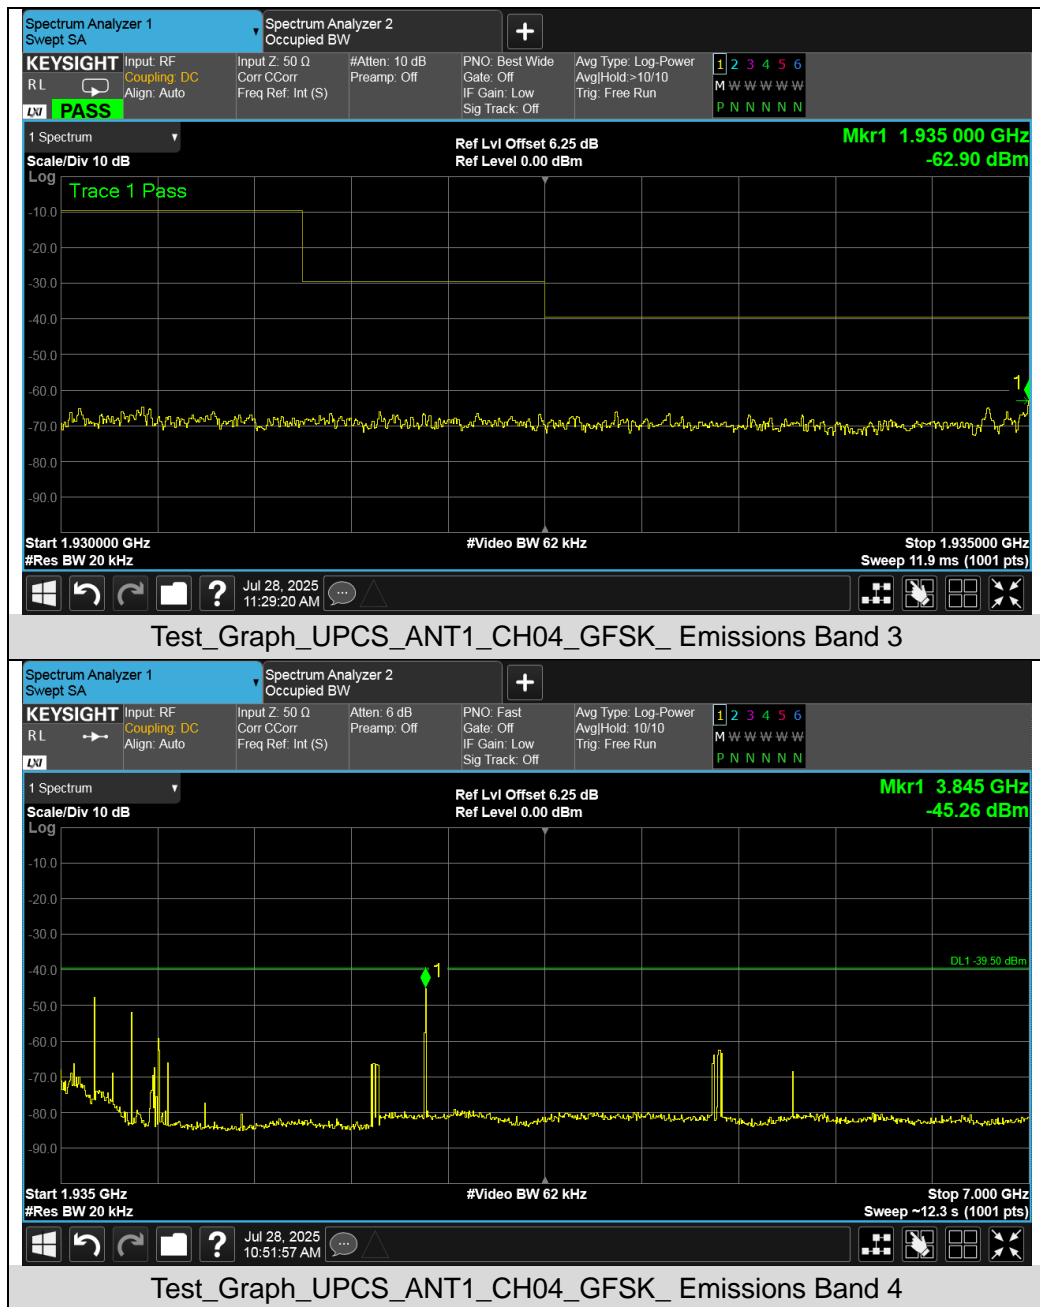 Spectrum Analyzer 1
Swept SA
Spectrum Analyzer 2
Occupied BW
KEYSIGHT
R L
LXI
PASS
Input: RF
Coupling: DC
Align: Auto
Input Z: 50 Ω
Corr CCorr
Freq Ref: Int (S)
#Atten: 10 dB
Preamp: Off
PNO: Best Wide
Gate: Off
IF Gain: Low
Sig Track: Off
Avg Type: Log-Power
Avg|Hold:>10/10
Trig: Free Run
1 2 3 4 5 6
M W W W W W
P N N N N N
1 Spectrum
Scale/Div 10 dB
Ref Lvl Offset 6.25 dB
Ref Level 0.00 dBm
Mkr1 1.935 000 GHz
-62.90 dBm
Log
Trace 1 Pass
-10.0
-20.0
-30.0
-40.0
-50.0
-60.0
-70.0
-80.0
-90.0
1
Start 1.930000 GHz
#Res BW 20 kHz
#Video BW 62 kHz
Stop 1.935000 GHz
Sweep 11.9 ms (1001 pts)
?
Jul 28, 2025
11:29:20 AM
Test_Graph_UPCS_ANT1_CH04_GFSK_ Emissions Band 3
Spectrum Analyzer 1
Swept SA
Spectrum Analyzer 2
Occupied BW
KEYSIGHT
R L
LXI
Input: RF
Coupling: DC
Align: Auto
Input Z: 50 Ω
Corr CCorr
Freq Ref: Int (S)
Atten: 6 dB
Preamp: Off
PNO: Fast
Gate: Off
IF Gain: Low
Sig Track: Off
Avg Type: Log-Power
Avg|Hold: 10/10
Trig: Free Run
1 2 3 4 5 6
M W W W W W
P N N N N N
1 Spectrum
Scale/Div 10 dB
Ref Lvl Offset 6.25 dB
Ref Level 0.00 dBm
Mkr1 3.845 GHz
-45.26 dBm
Log
-10.0
-20.0
-30.0
-40.0
-50.0
-60.0
-70.0
-80.0
-90.0
DL1 -39.50 dBm
1
Start 1.935 GHz
#Res BW 20 kHz
#Video BW 62 kHz
Stop 7.000 GHz
Sweep ~12.3 s (1001 pts)
?
Jul 28, 2025
10:51:57 AM
Test_Graph_UPCS_ANT1_CH04_GFSK_ Emissions Band 4